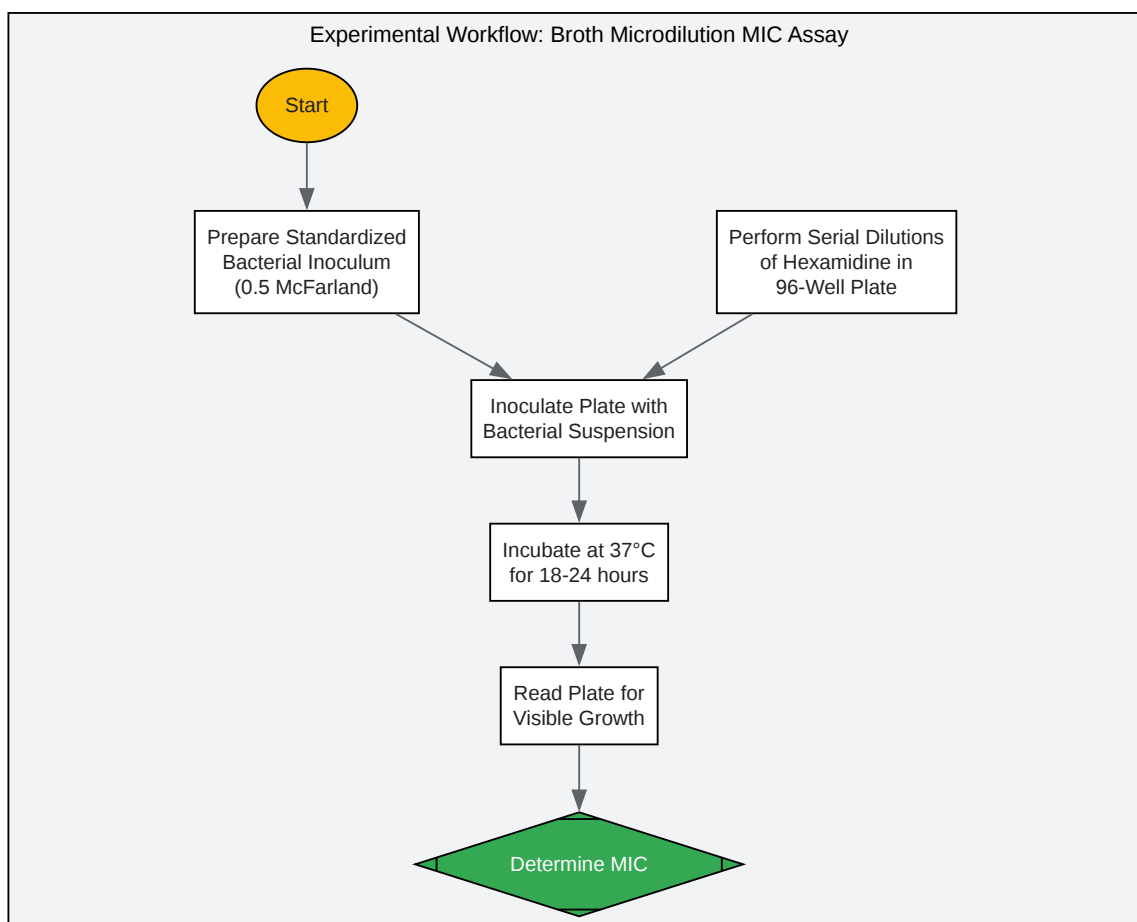 Experimental Workflow: Broth Microdilution MIC Assay
Start
Prepare Standardized
Bacterial Inoculum
(0.5 McFarland)
Perform Serial Dilutions
of Hexamidine in
96-Well Plate
Inoculate Plate with
Bacterial Suspension
Incubate at 37°C
for 18-24 hours
Read Plate for
Visible Growth
Determine MIC